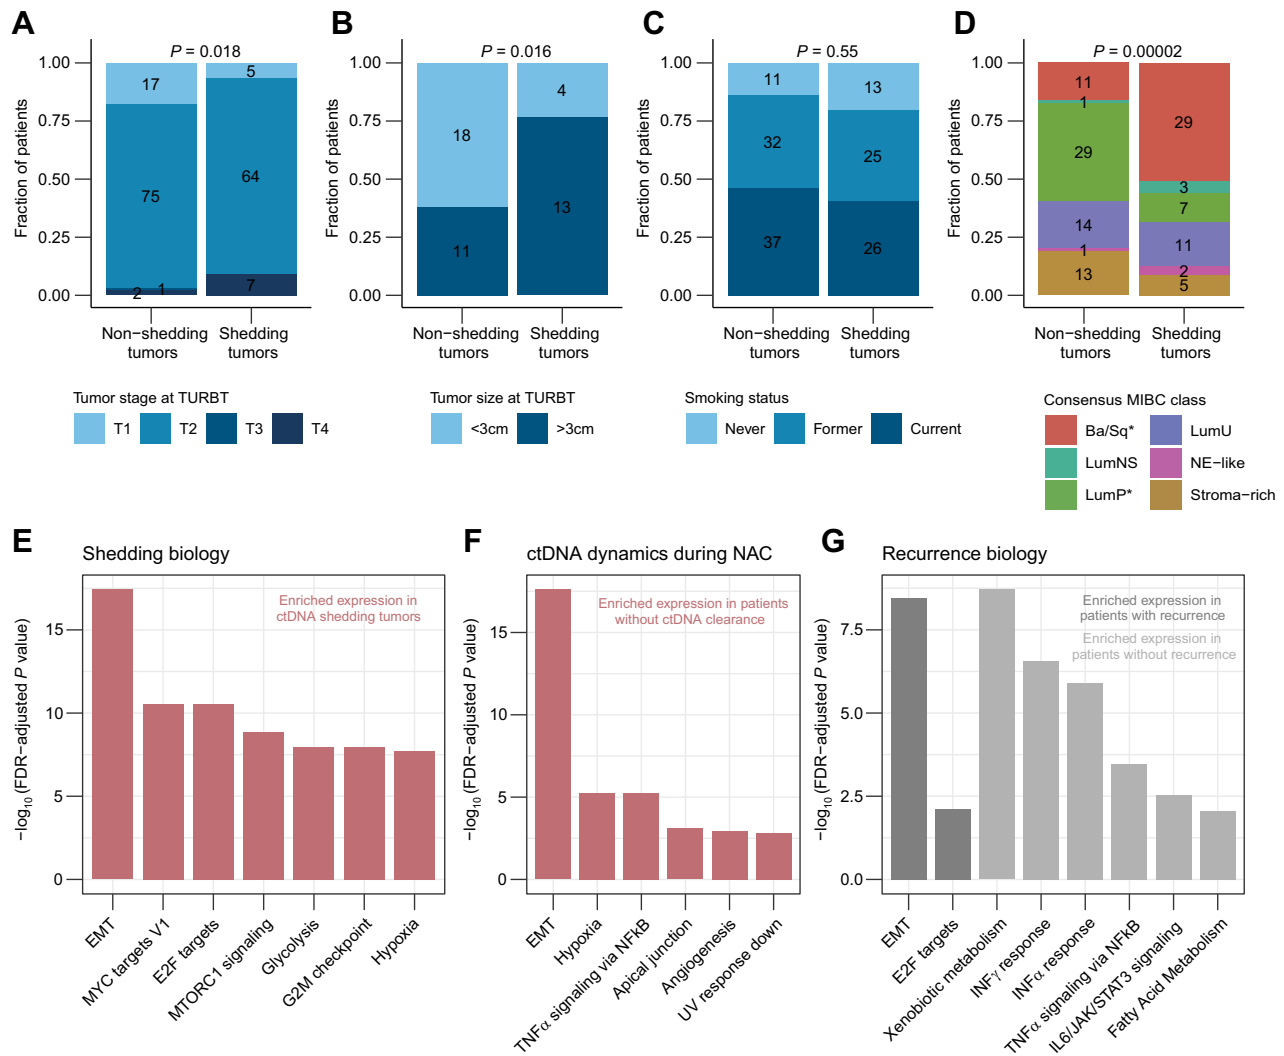 A
P = 0.018
Fraction of patients
1.00
0.75
0.50
0.25
0.00
17
75
2
1
5
64
7
Non−shedding
tumors
Shedding
tumors
Tumor stage at TURBT
T1
T2
T3
T4
B
P = 0.016
Fraction of patients
1.00
0.75
0.50
0.25
0.00
18
11
4
13
Non−shedding
tumors
Shedding
tumors
Tumor size at TURBT
<3cm
>3cm
C
P = 0.55
Fraction of patients
1.00
0.75
0.50
0.25
0.00
11
32
37
13
25
26
Non−shedding
tumors
Shedding
tumors
Smoking status
Never
Former
Current
D
P = 0.00002
Fraction of patients
1.00
0.75
0.50
0.25
0.00
11
1
29
14
1
13
29
3
7
11
2
5
Non−shedding
tumors
Shedding
tumors
Consensus MIBC class
Ba/Sq*
LumU
LumNS
NE−like
LumP*
Stroma−rich
E
Shedding biology
Enriched expression in
ctDNA shedding tumors
−log10 (FDR−adjusted P value)
15
10
5
0
EMT
MYC targets V1
E2F targets
MTORC1 signaling
Glycolysis
G2M checkpoint
Hypoxia
F
ctDNA dynamics during NAC
Enriched expression in patients
without ctDNA clearance
−log10 (FDR−adjusted P value)
15
10
5
0
EMT
Hypoxia
TNFα signaling via NFkB
Apical junction
Angiogenesis
UV response down
G
Recurrence biology
Enriched expression in
patients with recurrence
Enriched expression in
patients without recurrence
−log10 (FDR−adjusted P value)
7.5
5.0
2.5
0.0
EMT
E2F targets
Xenobiotic metabolism
INFγ response
INFα response
TNFα signaling via NFkB
IL6/JAK/STAT3 signaling
Fatty Acid Metabolism